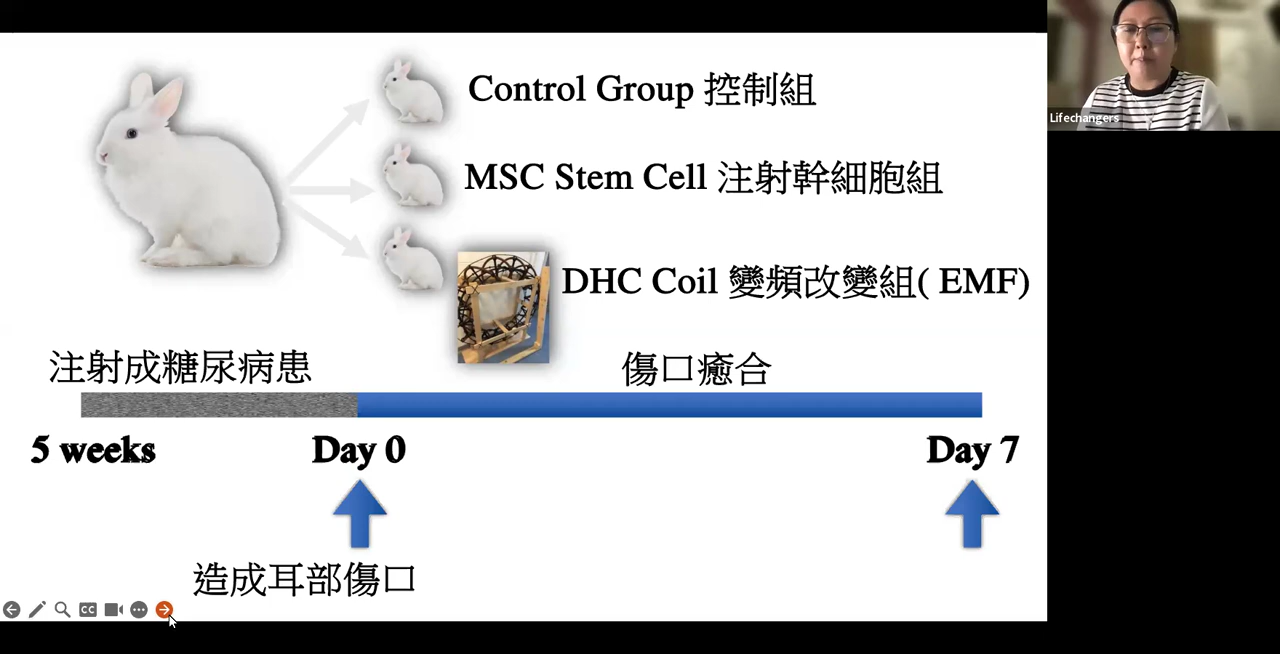 Control Group 控制組
MSC Stem Cell 注射幹細胞組
DHC Coil 變頻改變組( EMF)
注射成糖尿病患
傷口癒合
5 weeks
Day 0
Day 7
造成耳部傷口
CC
Lifechangers